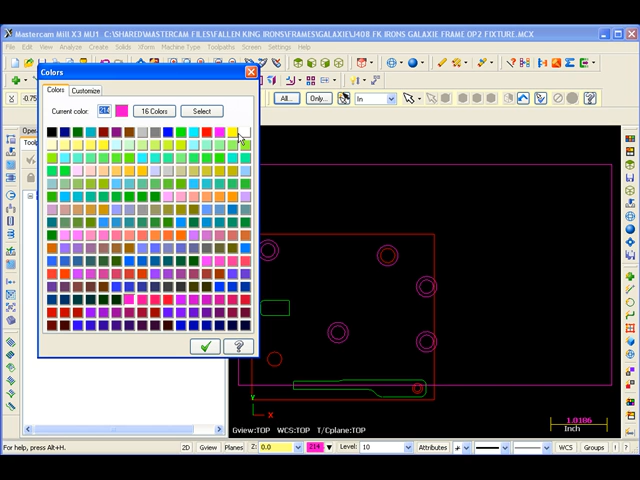 Mastercam Mill X3 MU1 C:\SHARED\MASTERCAM FILES\FALLEN KING IRONS\FRAMES\GALAXIE\J408 FK IRONS GALAXIE FRAME OP2 FIXTURE.MCX
File Edit View Analyze Create Solids Xform Machine Type Toolpaths Screen Settings Help
Colors
Colors Customize
Current color: 214 16 Colors Select
-0.75
All... Only... In
Gview:TOP WCS:TOP T/Cplane:TOP
1.0186
Inch
Y
X
For help, press Alt+H. 2D Gview Planes Z: 0.0 214 Level: 10 Attributes WCS Groups